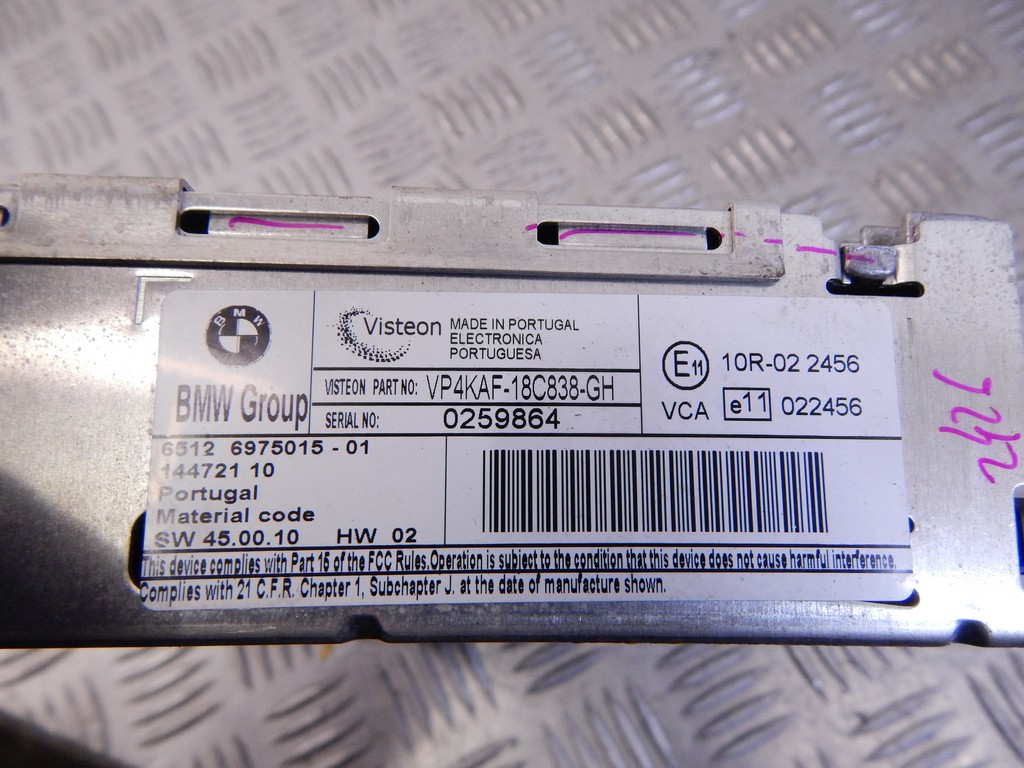 BMW
BMW Group
Visteon MADE IN PORTUGAL
ELECTRONICA
PORTUGUESA
VISTEON PART NO: VP4KAF-18C838-GH
SERIAL NO: 0259864
E11 10R-02 2456
VCA e11 022456
6512 6975015 - 01
144721 10
Portugal
Material code
SW 45.00.10 HW 02
This device complies with Part 15 of the FCC Rules.Operation is subject to the condition that this device does not cause harmful interference.
Complies with 21 C.F.R. Chapter 1, Subchapter J. at the date of manufacture shown.